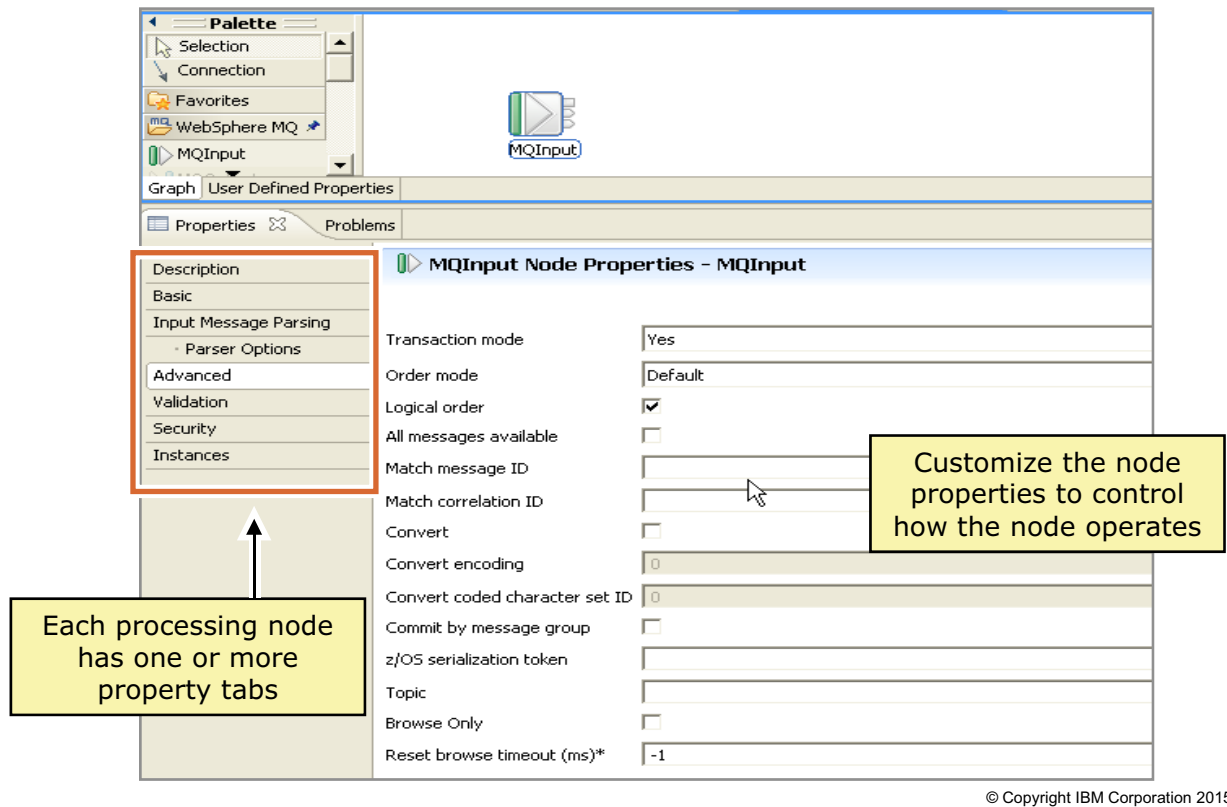 Palette
Selection
Connection
Favorites
WebSphere MQ
MQInput
MQInput
Graph
User Defined Properties
Properties
Problems
Description
Basic
Input Message Parsing
Parser Options
Advanced
Validation
Security
Instances
MQInput Node Properties - MQInput
Transaction mode
Yes
Order mode
Default
Logical order
All messages available
Match message ID
Match correlation ID
Convert
Convert encoding
0
Convert coded character set ID
0
Commit by message group
z/OS serialization token
Topic
Browse Only
Reset browse timeout (ms)*
-1
Customize the node
properties to control
how the node operates
Each processing node
has one or more
property tabs
© Copyright IBM Corporation 2015